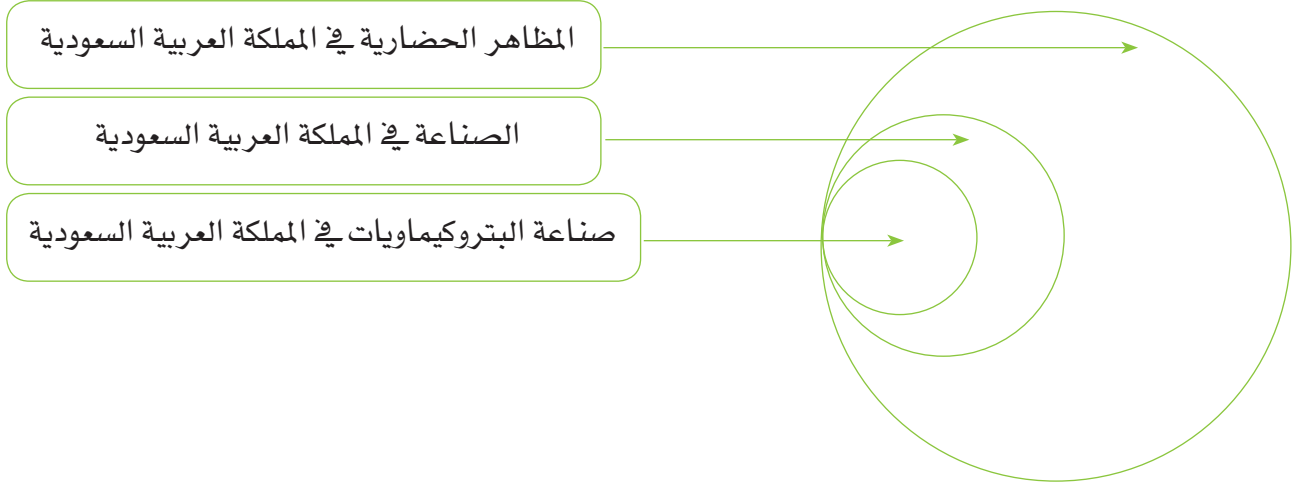 المظاهر الحضارية في المملكة العربية السعودية
الصناعة في المملكة العربية السعودية
صناعة البتروكيماويات في المملكة العربية السعودية